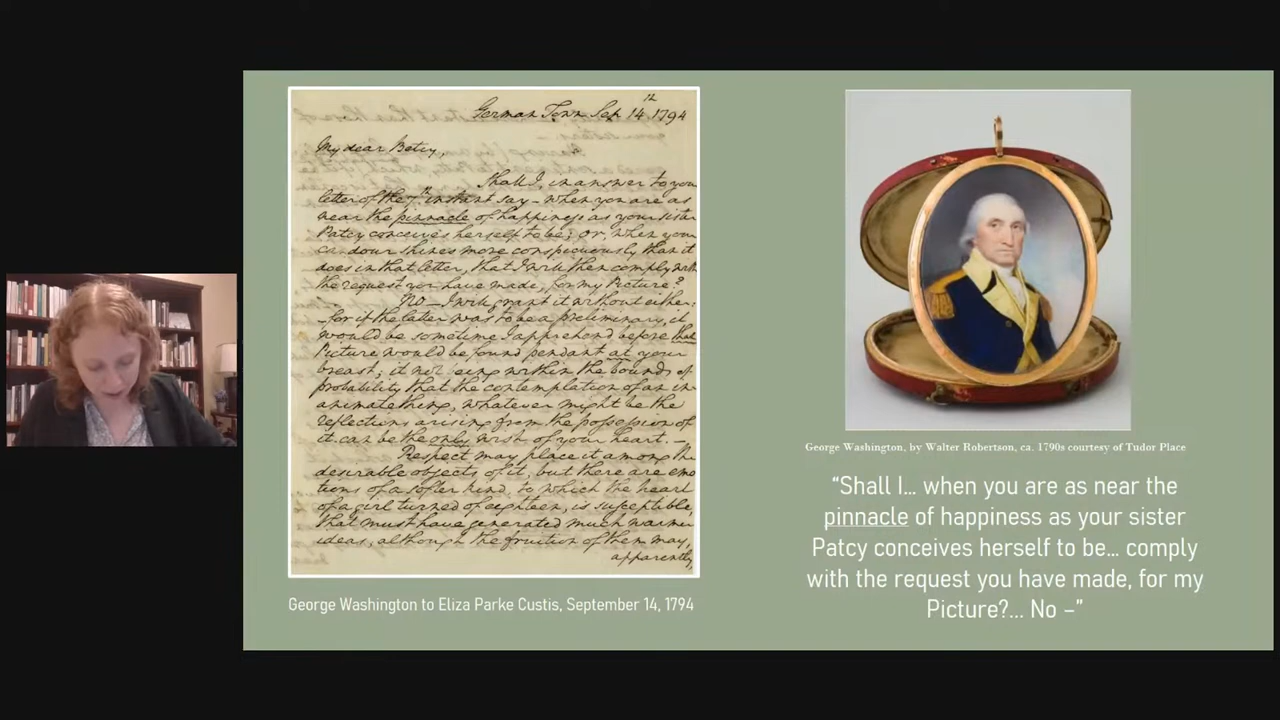 German Town Sep 14th 1794
My dear Betcy,
Shall I, in answer to your
letter of the 7th instant say – when you are as
near the pinnacle of happiness as your sister
Patcy conceives herself to be; or when your
candour shines more conspicuously than it
does in that letter, that I will then comply with
the request you have made, for my Picture?
No – I will grant it without either:
for if the latter was to be a preliminary, it
would be sometime I apprehend before that
Picture would be found pendant at your
breast; it not being within the bounds of
probability that the contemplation of an in-
animate thing, whatever might be the
reflections arising from the possession of
it can be the only wish of your heart. –
Respect may place it among the
desirable objects of it, but there are emo
tions of a softer kind, to which the heart
of a girl turned of eighteen, is susceptible,
that must have generated much warmer
ideas, although the fruition of them may,
apparently,
George Washington to Eliza Parke Custis, September 14, 1794
George Washington, by Walter Robertson, ca. 1790s courtesy of Tudor Place
“Shall I... when you are as near the
pinnacle of happiness as your sister
Patcy conceives herself to be... comply
with the request you have made, for my
Picture?... No –”